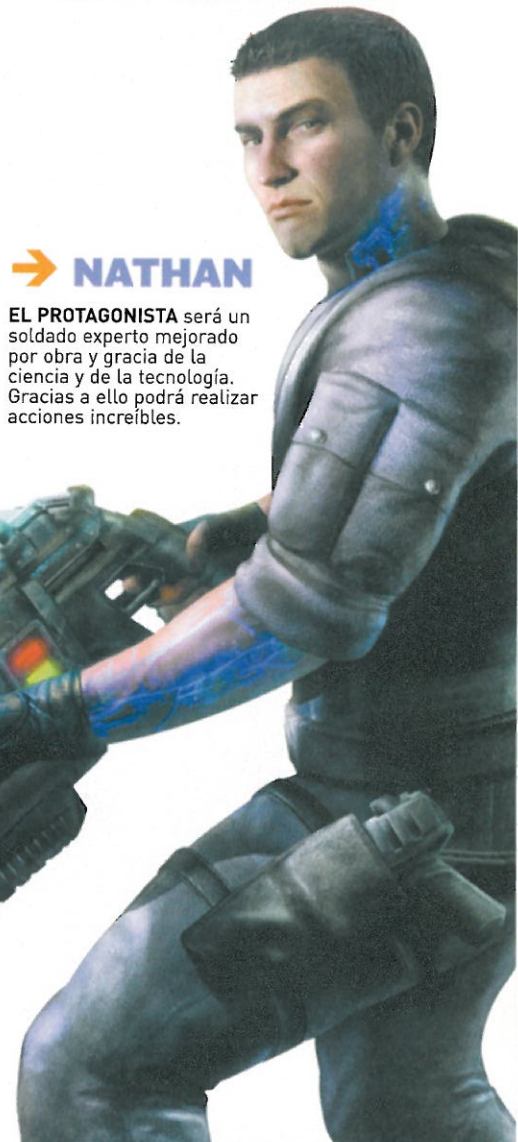 → NATHAN
EL PROTAGONISTA será un
soldado experto mejorado
por obra y gracia de la
ciencia y de la tecnología.
Gracias a ello podrá realizar
acciones increíbles.